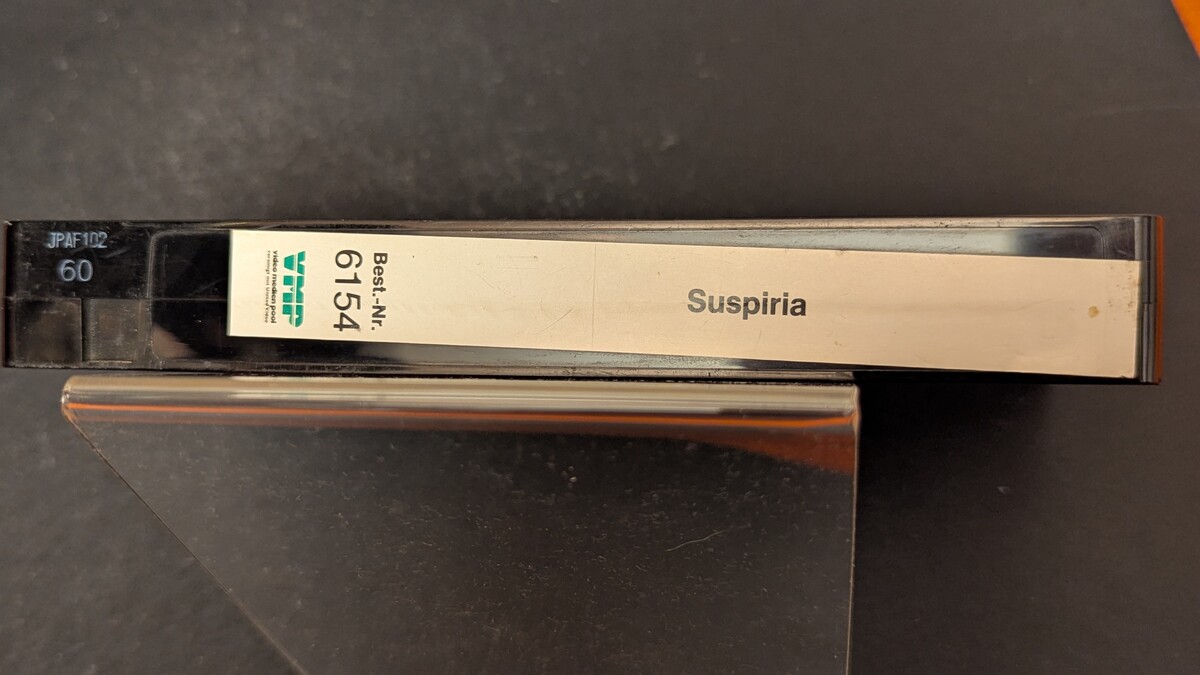 JPAF102
60
VMP
video medien pool
Best.-Nr.
6154
Suspiria